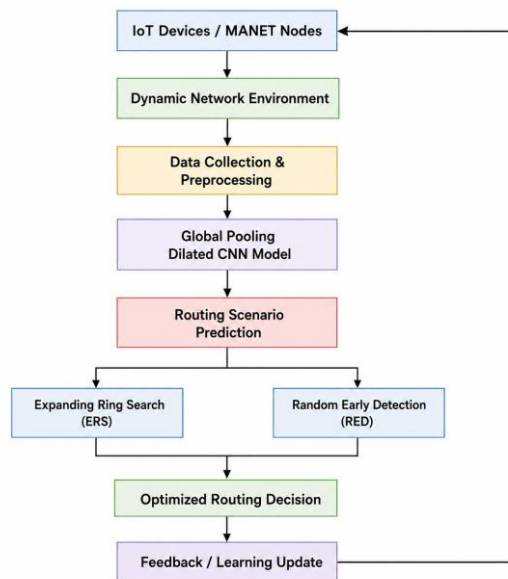 IoT Devices / MANET Nodes
Dynamic Network Environment
Data Collection &
Preprocessing
Global Pooling
Dilated CNN Model
Routing Scenario
Prediction
Expanding Ring Search
(ERS)
Random Early Detection
(RED)
Optimized Routing Decision
Feedback / Learning Update